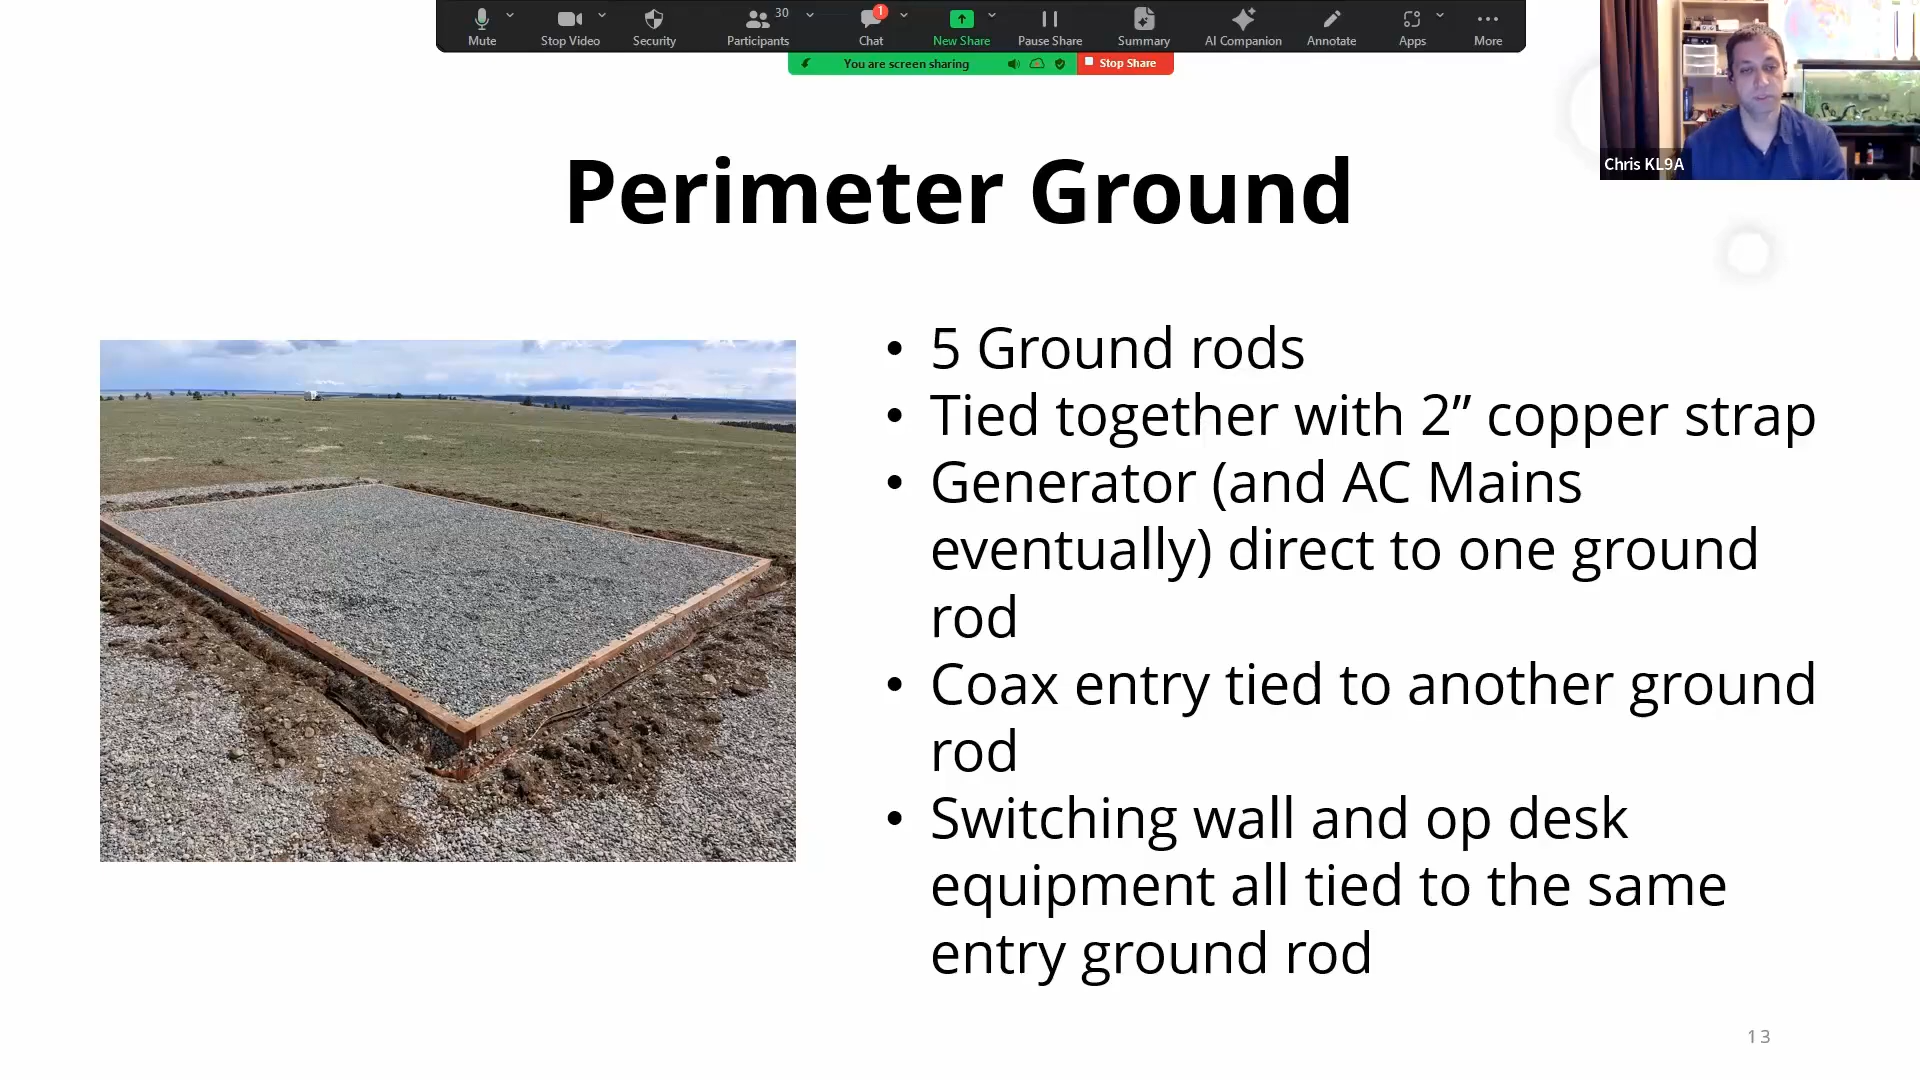 Mute
Stop Video
Security
Participants
30
Chat
1
New Share
Pause Share
Summary
AI Companion
Annotate
Apps
More
You are screen sharing
Stop Share
Chris KL9A
Perimeter Ground
• 5 Ground rods
• Tied together with 2” copper strap
• Generator (and AC Mains
eventually) direct to one ground
rod
• Coax entry tied to another ground
rod
• Switching wall and op desk
equipment all tied to the same
entry ground rod
13